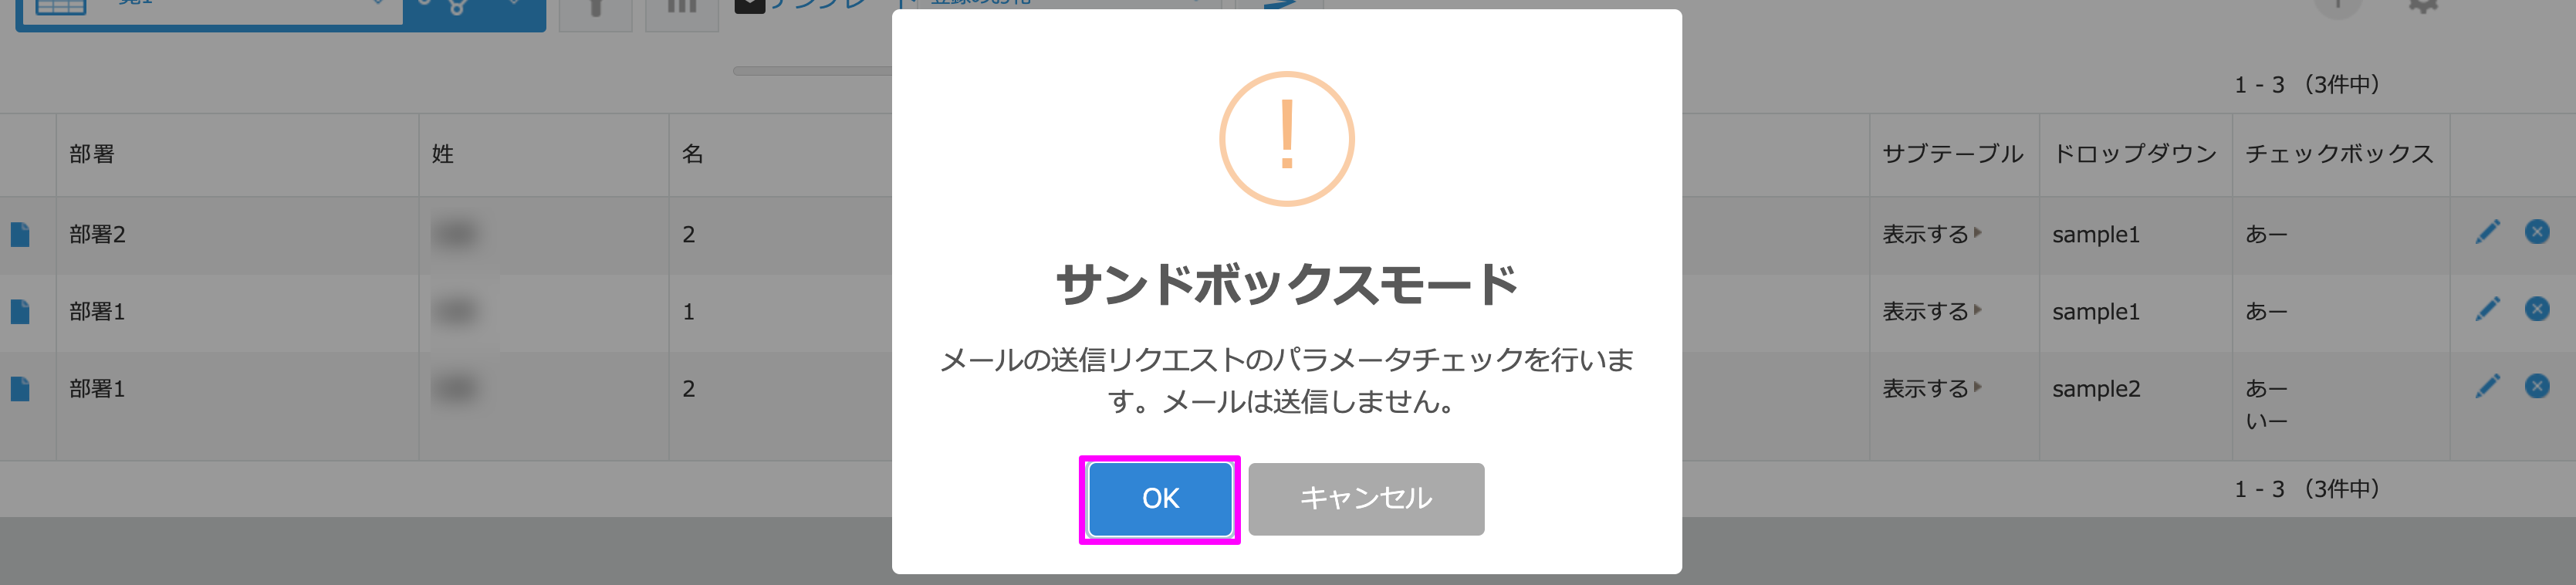 1 - 3 （3件中）
部署 姓 名 サブテーブル ドロップダウン チェックボックス
部署2 2 表示する sample1 あー
部署1 1 表示する sample1 あー
部署1 2 表示する sample2 あー
いー
1 - 3 （3件中）
!
サンドボックスモード
メールの送信リクエストのパラメータチェックを行いま
す。メールは送信しません。
OK キャンセル